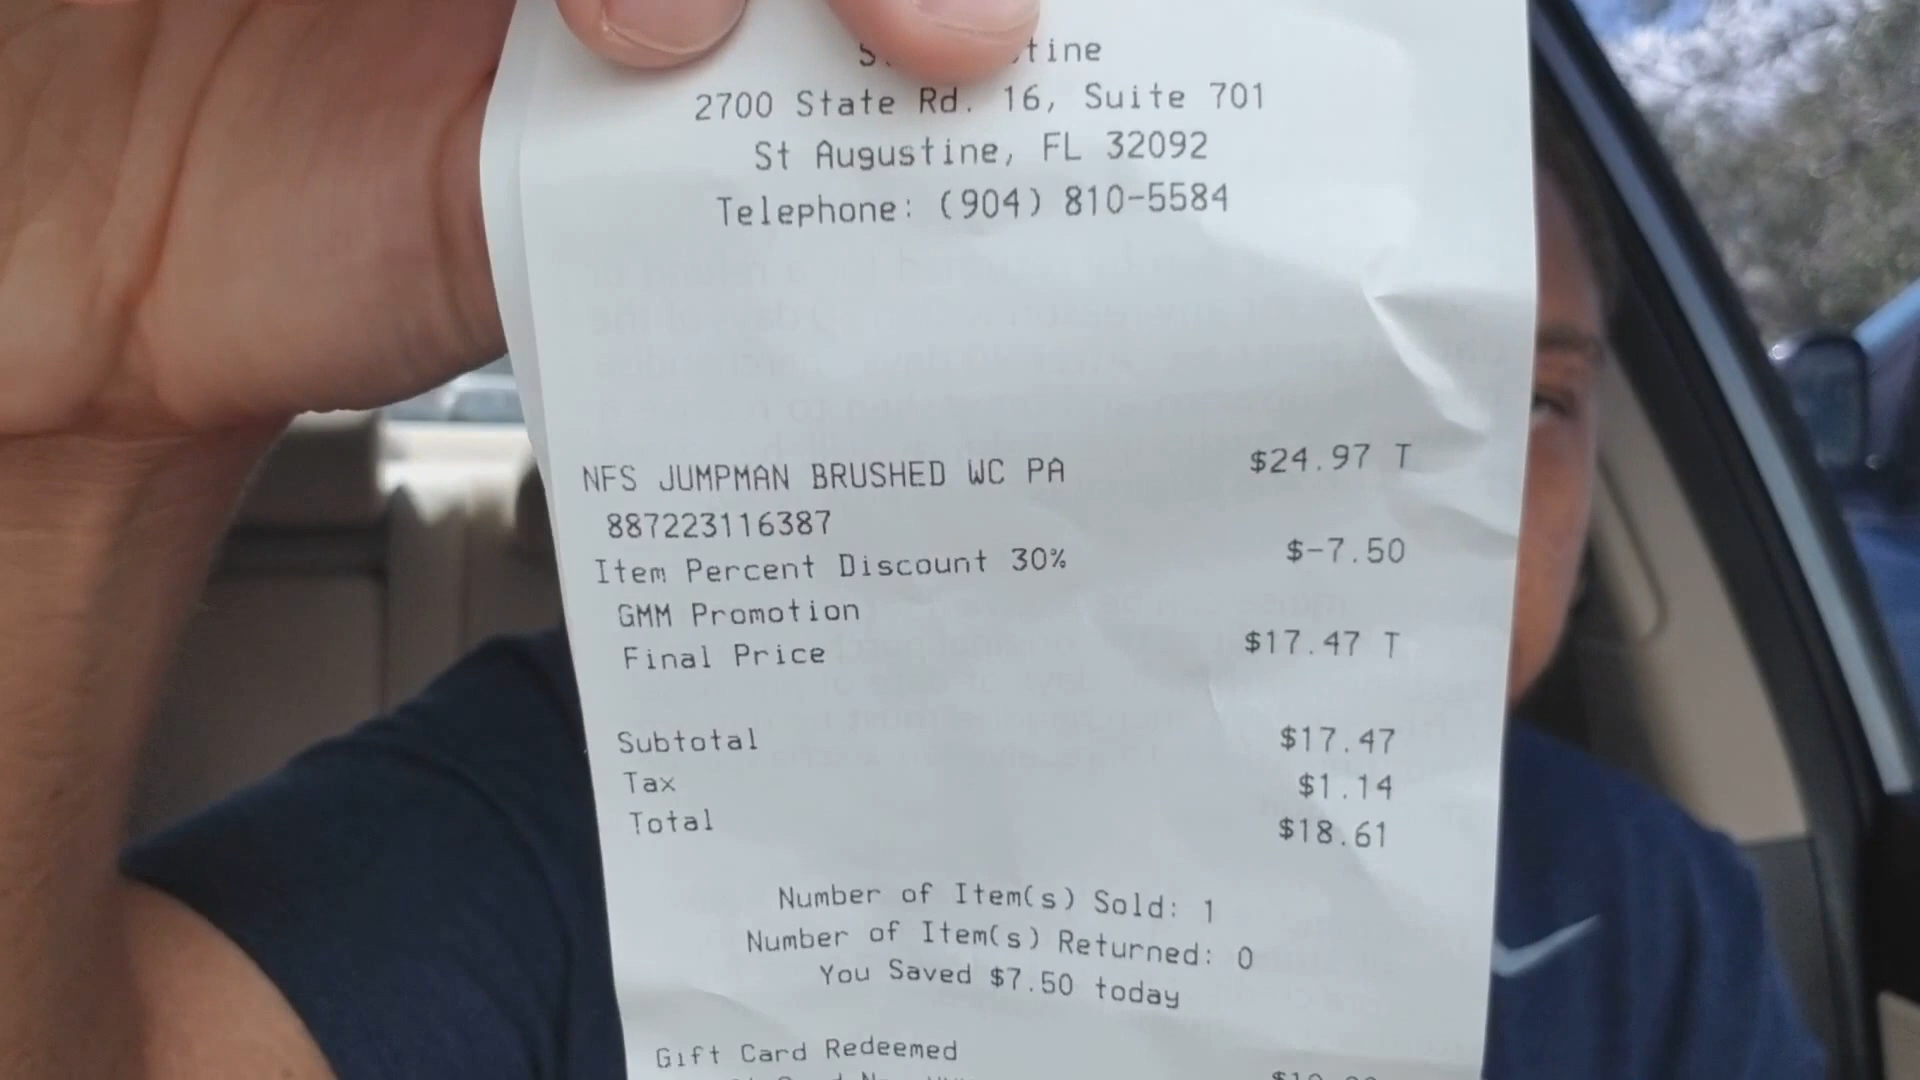 2700 State Rd. 16, Suite 701
St Augustine, FL 32092
Telephone: (904) 810-5584
NFS JUMPMAN BRUSHED WC PA $24.97 T
887223116387
Item Percent Discount 30% $-7.50
GMM Promotion
Final Price $17.47 T
Subtotal $17.47
Tax $1.14
Total $18.61
Number of Item(s) Sold: 1
Number of Item(s) Returned: 0
You Saved $7.50 today
Gift Card Redeemed